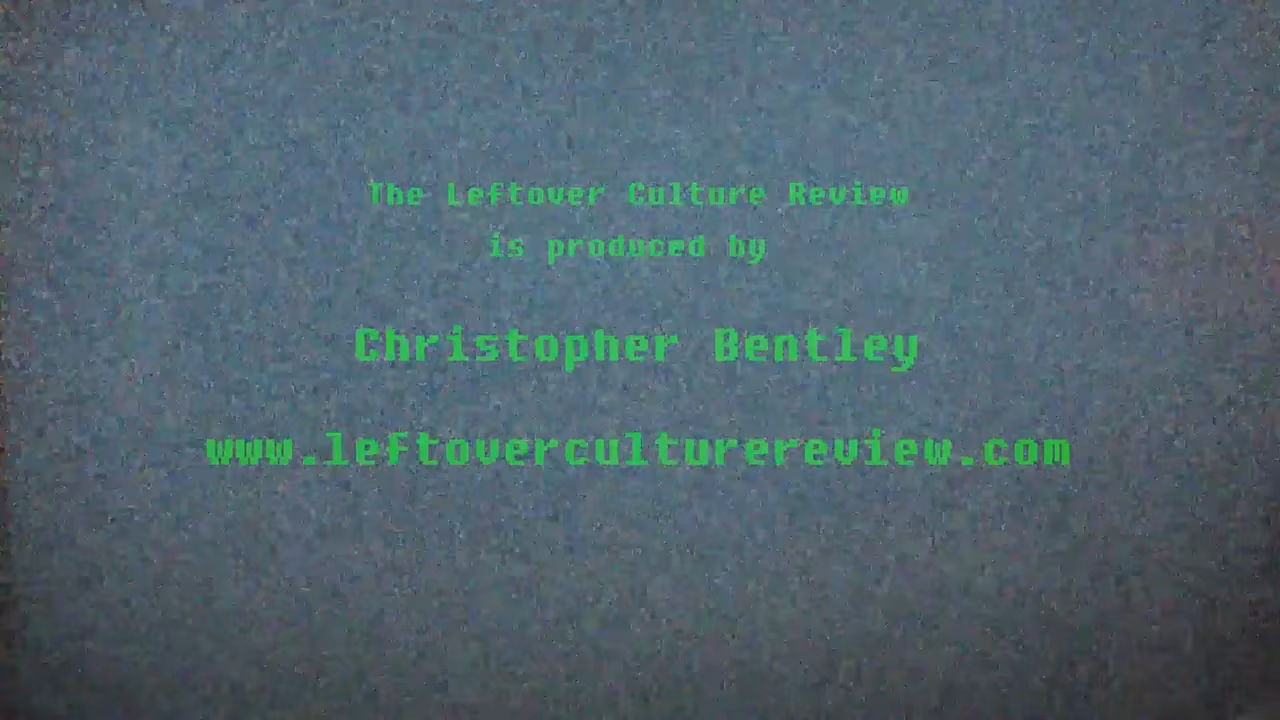 The Leftover Culture Review
is produced by
Christopher Bentley
www.leftoverculturereview.com